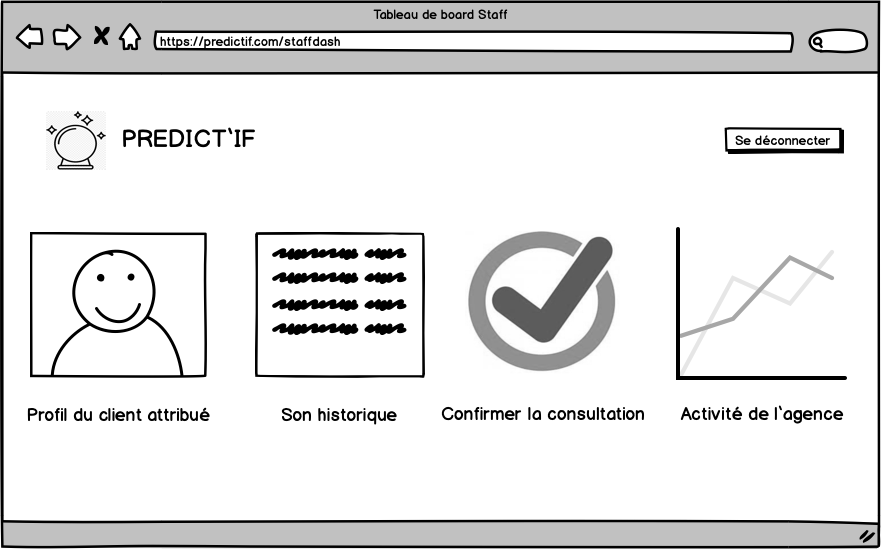 Tableau de board Staff
https://predictif.com/staffdash
PREDICT`IF
Se déconnecter
Profil du client attribué
Son historique
Confirmer la consultation
Activité de l`agence